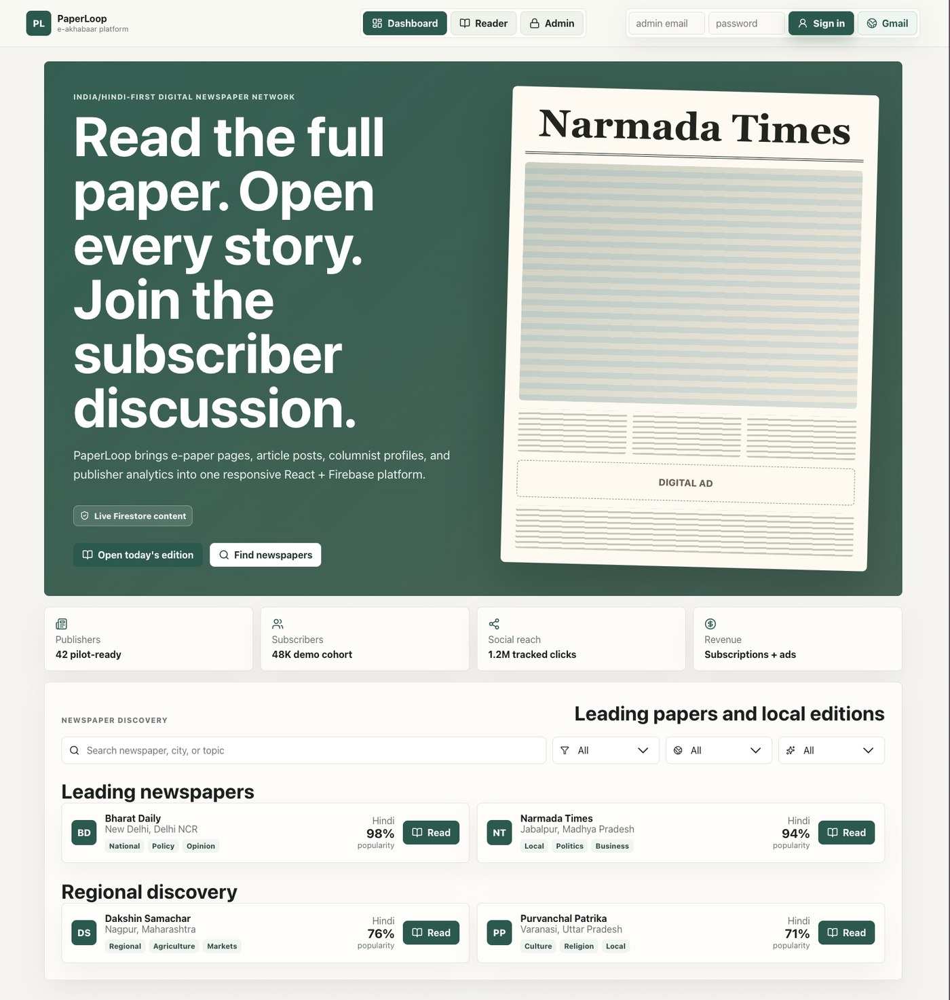 PL
PaperLoop
e-akhabaar platform
Dashboard
Reader
Admin
admin email
password
Sign in
Gmail
INDIA/HINDI-FIRST DIGITAL NEWSPAPER NETWORK
Read the full
paper. Open
every story.
Join the
subscriber
discussion.
PaperLoop brings e-paper pages, article posts, columnist profiles, and
publisher analytics into one responsive React + Firebase platform.
Live Firestore content
Open today's edition
Find newspapers
Narmada Times
DIGITAL AD
Publishers
42 pilot-ready
Subscribers
48K demo cohort
Social reach
1.2M tracked clicks
Revenue
Subscriptions + ads
NEWSPAPER DISCOVERY
Leading papers and local editions
Search newspaper, city, or topic
All
All
All
Leading newspapers
BD
Bharat Daily
New Delhi, Delhi NCR
National Policy Opinion
Hindi
98%
popularity
Read
NT
Narmada Times
Jabalpur, Madhya Pradesh
Local Politics Business
Hindi
94%
popularity
Read
Regional discovery
DS
Dakshin Samachar
Nagpur, Maharashtra
Regional Agriculture Markets
Hindi
76%
popularity
Read
PP
Purvanchal Patrika
Varanasi, Uttar Pradesh
Culture Religion Local
Hindi
71%
popularity
Read